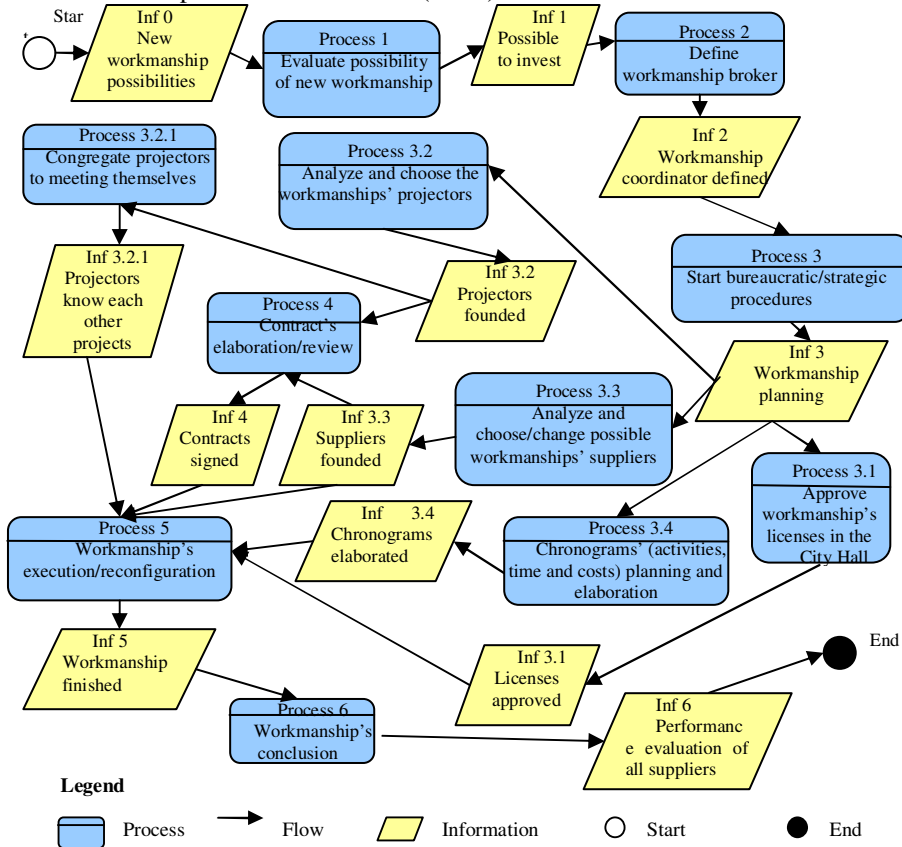 Star
t
Inf 0
New
workmanship
possibilities
Process 1
Evaluate possibility
of new workmanship
Inf 1
Possible
to invest
Process 2
Define
workmanship broker
Inf 2
Workmanship
coordinator defined
Process 3.2.1
Congregate projectors
to meeting themselves
Process 3.2
Analyze and choose the
workmanships' projectors
Process 3
Start bureaucratic/strategic
procedures
Inf 3.2.1
Projectors
know each
other
projects
Inf 3.2
Projectors
founded
Process 4
Contract's
elaboration/review
Inf 3
Workmanship
planning
Inf 4
Contracts
signed
Inf 3.3
Suppliers
founded
Process 3.3
Analyze and
choose/change possible
workmanships' suppliers
Process 3.1
Approve
workmanship's
licenses in the
City Hall
Process 5
Workmanship's
execution/reconfiguration
Inf 3.4
Chronograms
elaborated
Process 3.4
Chronograms' (activities,
time and costs) planning and
elaboration
Inf 5
Workmanship
finished
Inf 3.1
Licenses
approved
End
Process 6
Workmanship's
conclusion
Inf 6
Performanc
e evaluation of
all suppliers
Legend
Process
Flow
Information
Start
End